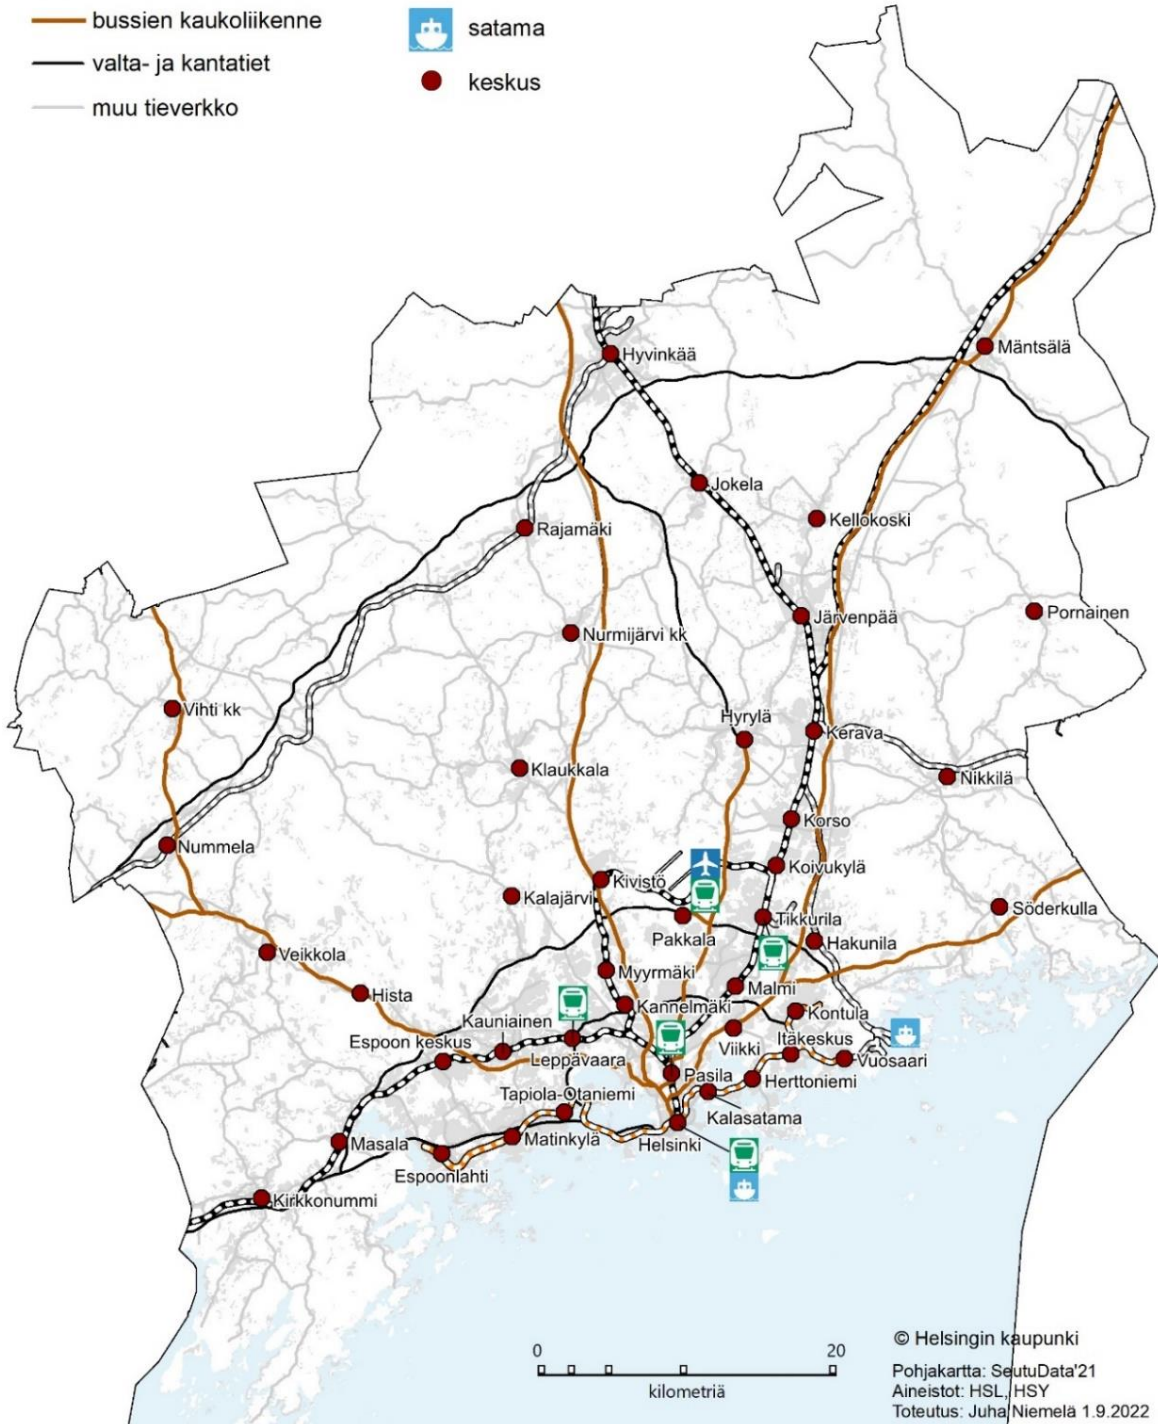 bussien kaukoliikenne
satama
valta- ja kantatiet
keskus
muu tieverkko
Hyvinkää
Mäntsälä
Jokela
Kellokoski
Rajamäki
Järvenpää
Pornainen
Nurmijärvi kk
Vihti kk
Hyrylä
Kerava
Klaukkala
Nikkilä
Korso
Nummela
Koivukylä
Kivistö
Kalajärvi
Söderkulla
Pakkala
Tikkurila
Hakunila
Veikkola
Myyrmäki
Malmi
Hista
Kannelmäki
Kontula
Kauniainen
Espoon keskus
Viikki
Itäkeskus
Leppävaara
Vuosaari
Pasila
Herttoniemi
Tapiola-Otaniemi
Kalasatama
Masala
Matinkylä
Helsinki
Espoonlahti
Kirkkonummi
0
20
kilometriä
© Helsingin kaupunki
Pohjakartta: SeutuData'21
Aineistot: HSL, HSY
Toteutus: Juha Niemelä 1.9.2022